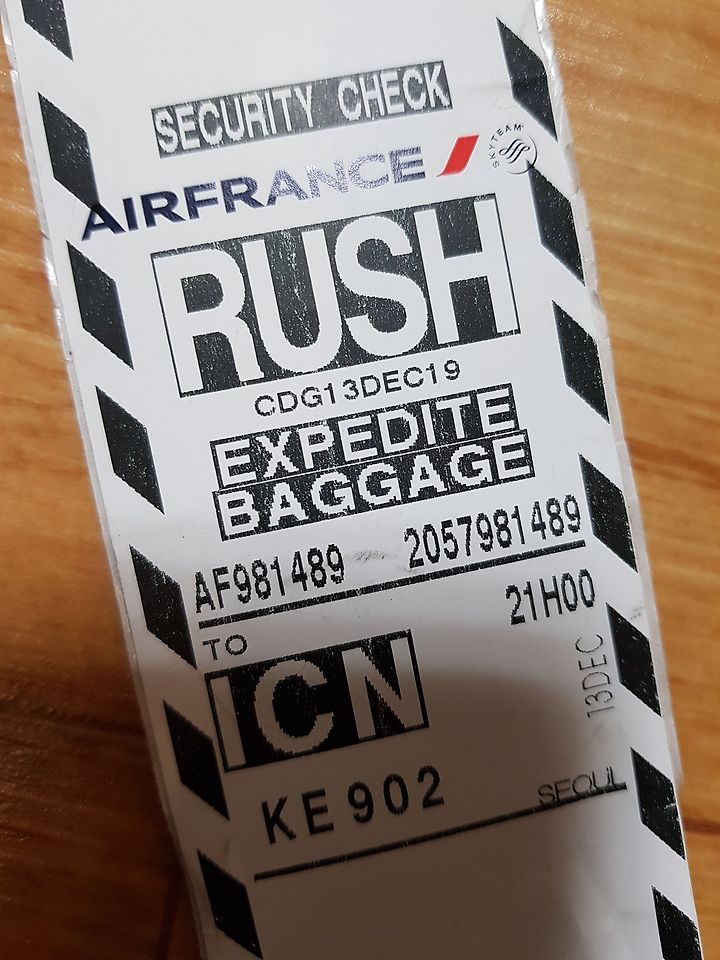 SECURITY CHECK
AIRFRANCE
SKYTEAM
RUSH
CDG13DEC19
EXPEDITE
BAGGAGE
AF981489 2057981489
TO 21H00
ICN
13DEC
KE902 SEOUL